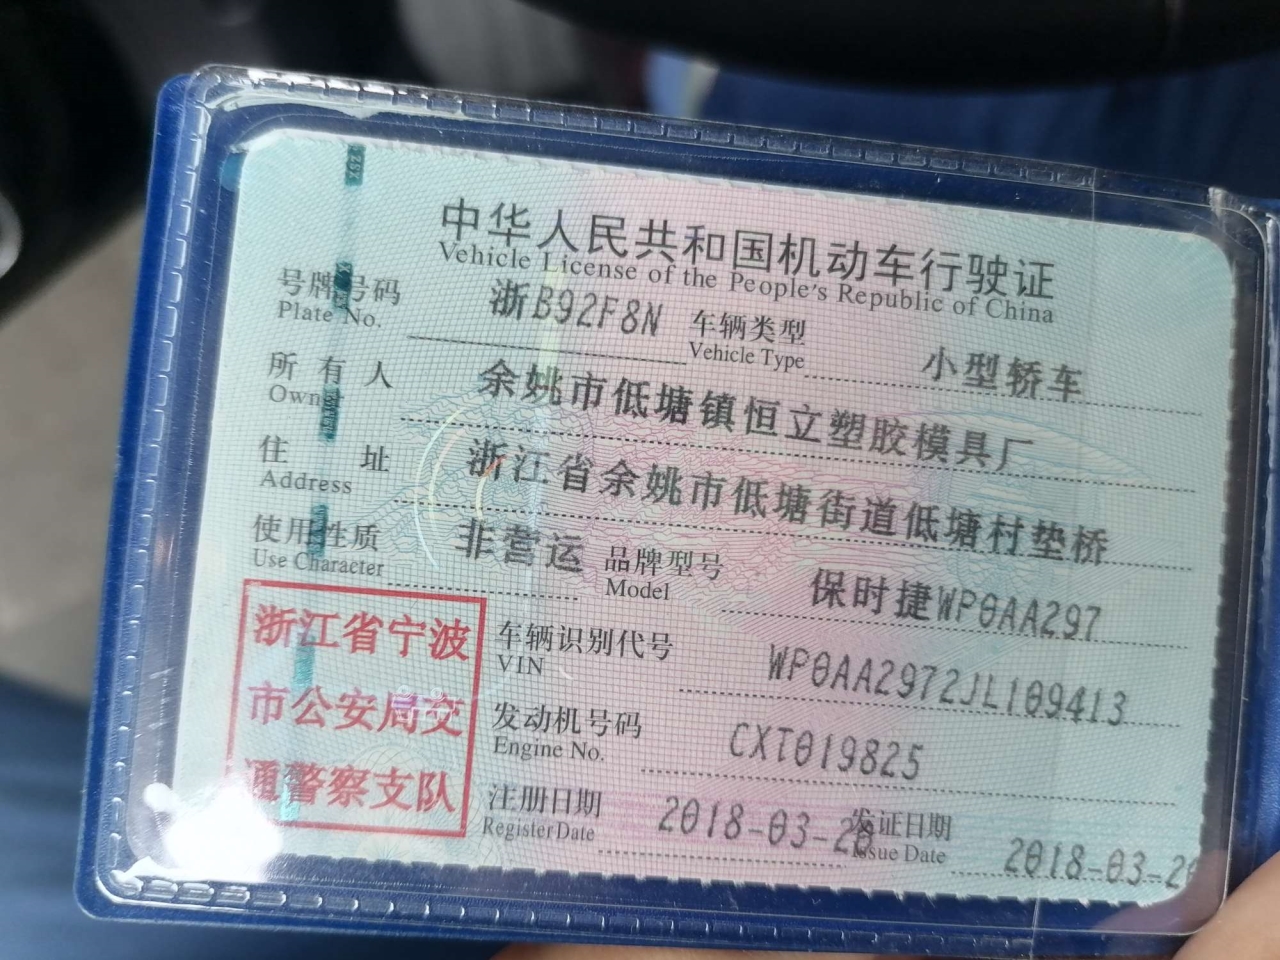 中华人民共和国机动车行驶证
Vehicle License of the People's Republic of China
号牌号码 浙B92F8N 车辆类型 小型轿车
Plate No. Vehicle Type
所有人 余姚市低塘镇恒立塑胶模具厂
Owner
住址 浙江省余姚市低塘街道低塘村垫桥
Address
使用性质 非营运 品牌型号 保时捷WP0AA297
Use Character Model
浙江省宁波
市公安局交
通警察支队
车辆识别代号 WP0AA2972JL109413
VIN
发动机号码 CXT019825
Engine No.
注册日期 2018-03-20 发证日期 2018-03-20
Register Date Issue Date